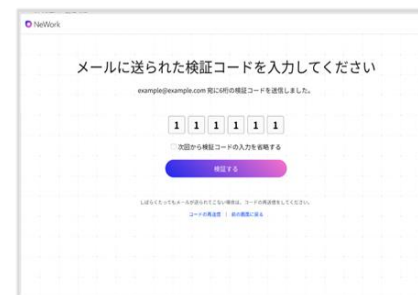 NeWork
メールに送られた検証コードを入力してください
example@example.com 宛に6桁の検証コードを送信しました。
1 1 1 1 1 1
次回から検証コードの入力を省略する
検証する
しばらくたってもメールが送られてこない場合は、コードの再送信をしてください。
コードの再送信 | 前の画面に戻る